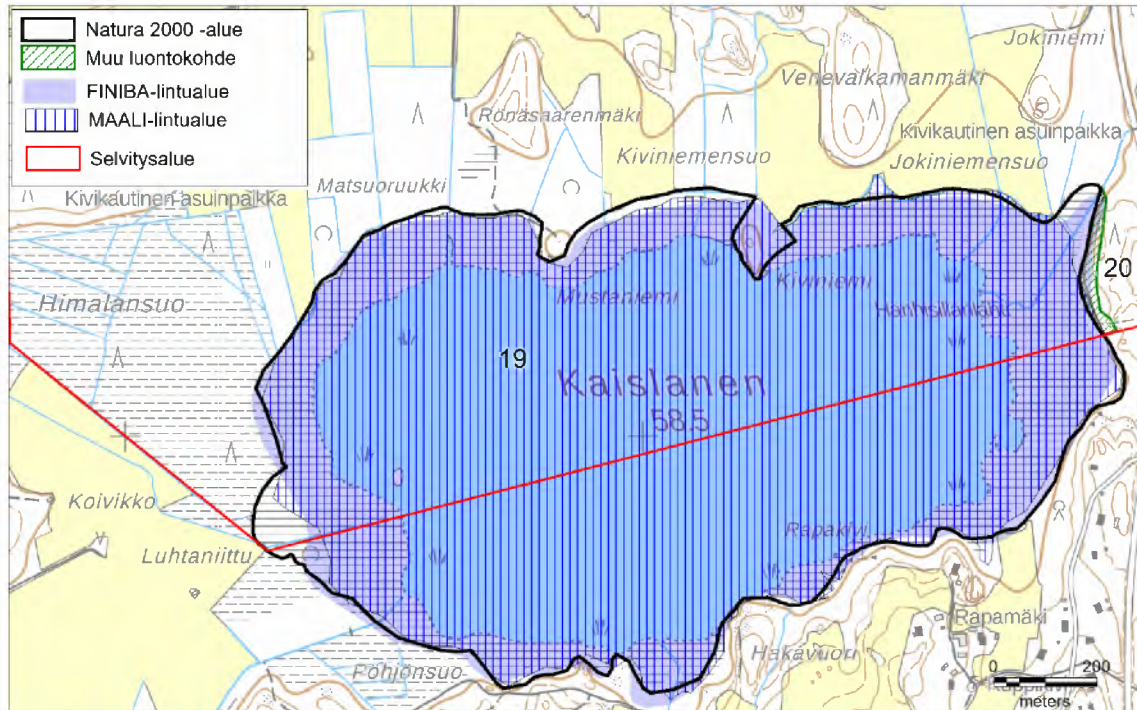 Natura 2000 -alue
Muu luontokohde
FINIBA-lintualue
MAALI-lintualue
Selvitysalue
Jokiniemi
Venevalkamanmäki
Rönäsaarenmäki
Kivikautinen asuinpaikka
Kiviniemensuo
Jokiniemensuo
Matsuoruukki
Kivikautinen asuinpaikka
20
Himalansuo
Mustaniemi
Kiviniemi
Hanhisillanlahti
19
Kaislanen
58.5
Koivikko
Rapakivi
Luhtaniittu
Rapamäki
Hakavuori
Pohjonsuo
0 200
meters